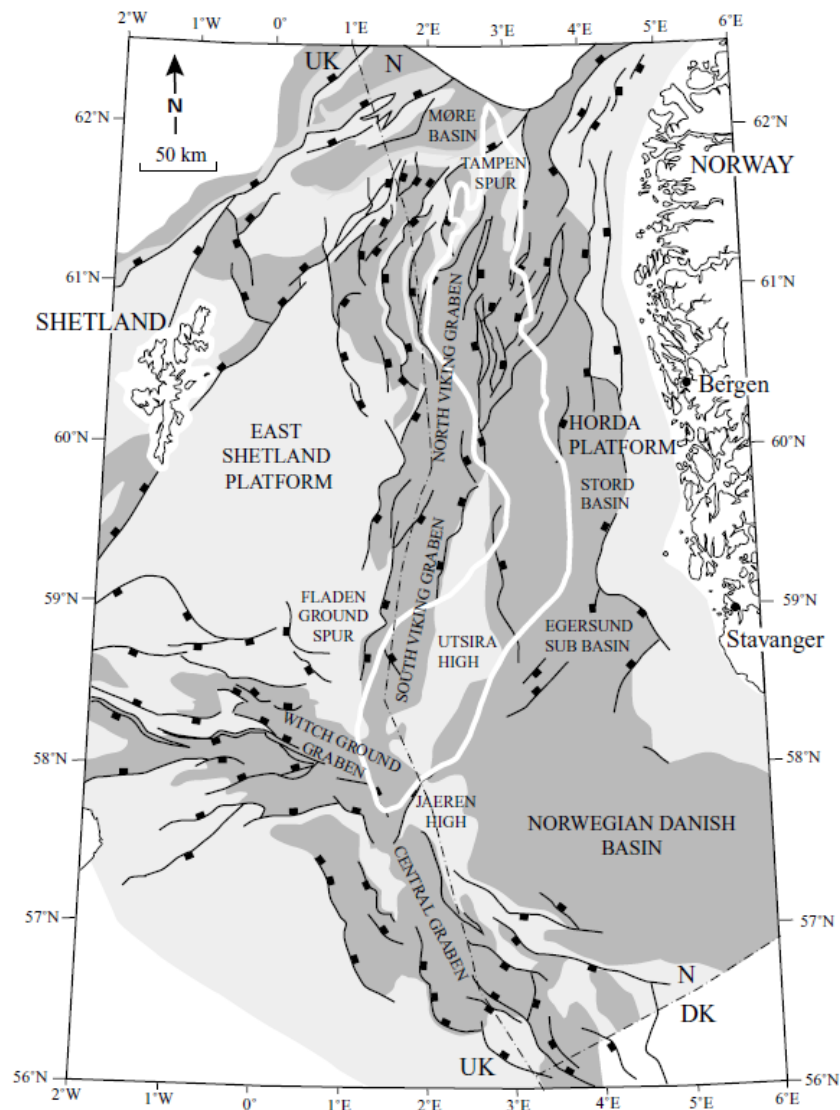 2°W
1°W
0°
1°E
2°E
3°E
4°E
5°E
6°E
UK
N
N
50 km
62°N
62°N
MØRE
BASIN
TAMPEN
SPUR
NORWAY
61°N
61°N
SHETLAND
NORTH VIKING GRABEN
Bergen
60°N
60°N
EAST
SHETLAND
PLATFORM
HORDA
PLATFORM
STORD
BASIN
59°N
59°N
FLADEN
GROUND
SPUR
SOUTH VIKING GRABEN
UTSIRA
HIGH
EGERSUND
SUB BASIN
Stavanger
58°N
58°N
WITCH GROUND
GRABEN
JAEREN
HIGH
NORWEGIAN DANISH
BASIN
CENTRAL GRABEN
57°N
57°N
N
DK
UK
56°N
56°N
2°W
1°W
0°
1°E
2°E
3°E
4°E
5°E
6°E